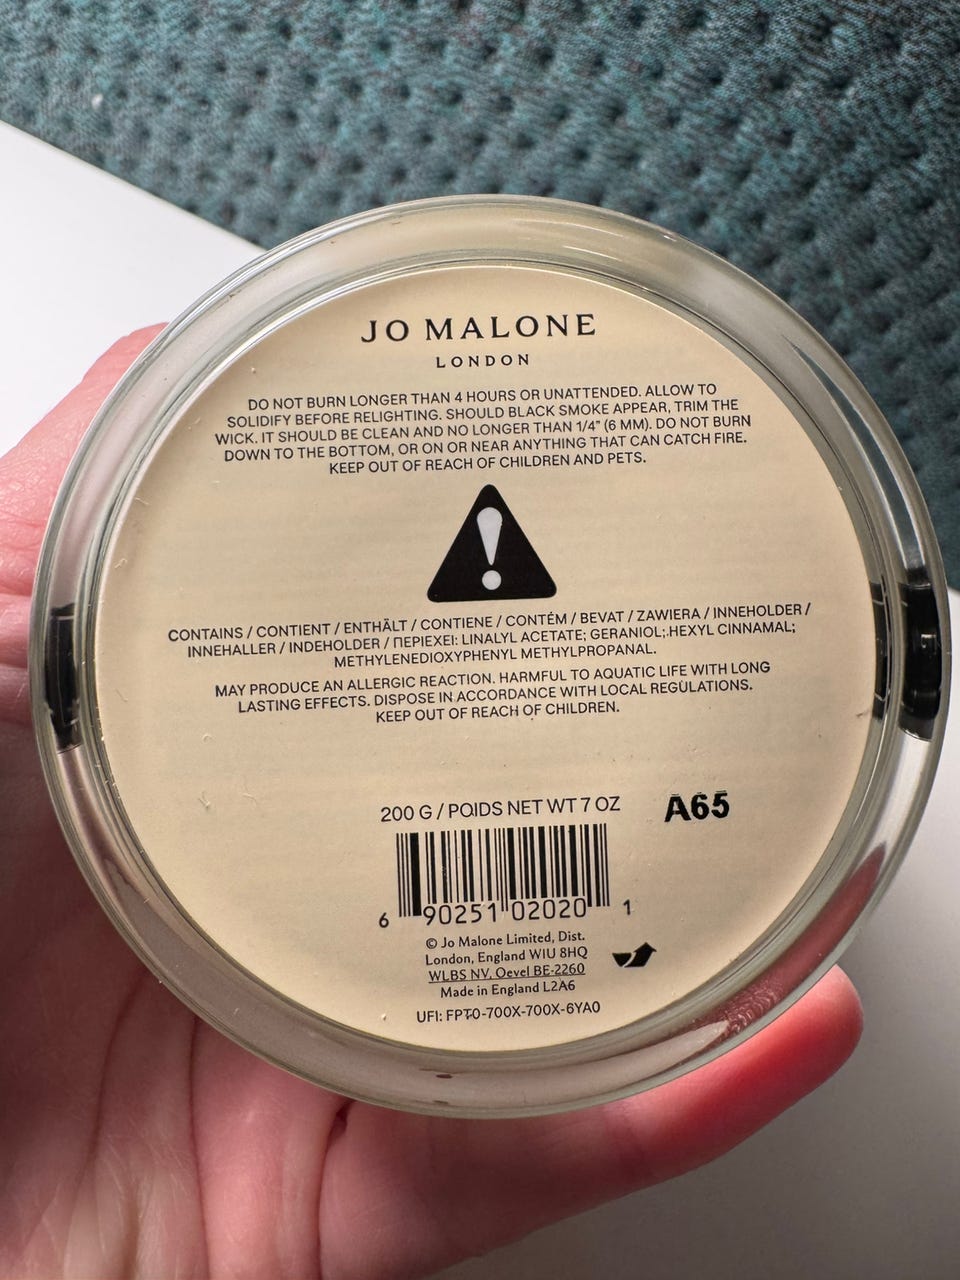 JO MALONE
LONDON
DO NOT BURN LONGER THAN 4 HOURS OR UNATTENDED. ALLOW TO
SOLIDIFY BEFORE RELIGHTING. SHOULD BLACK SMOKE APPEAR, TRIM THE
WICK. IT SHOULD BE CLEAN AND NO LONGER THAN 1/4" (6 MM). DO NOT BURN
DOWN TO THE BOTTOM, OR ON OR NEAR ANYTHING THAT CAN CATCH FIRE.
KEEP OUT OF REACH OF CHILDREN AND PETS.
CONTAINS / CONTIENT / ENTHÄLT / CONTIENE / CONTÉM / BEVAT / ZAWIERA / INNEHOLDER /
INNEHALLER / INDEHOLDER / ΠΕΡΙΕΧΕΙ: LINALYL ACETATE; GERANIOL; HEXYL CINNAMAL;
METHYLENEDIOXYPHENYL METHYLPROPANAL.
MAY PRODUCE AN ALLERGIC REACTION. HARMFUL TO AQUATIC LIFE WITH LONG
LASTING EFFECTS. DISPOSE IN ACCORDANCE WITH LOCAL REGULATIONS.
KEEP OUT OF REACH OF CHILDREN.
200 G / POIDS NET WT 7 OZ A65
6 90251 02020 1
© Jo Malone Limited, Dist.
London, England W1U 8HQ
WLBS NV, Oevel BE-2260
Made in England L2A6
UFI: FPT0-700X-700X-6YA0